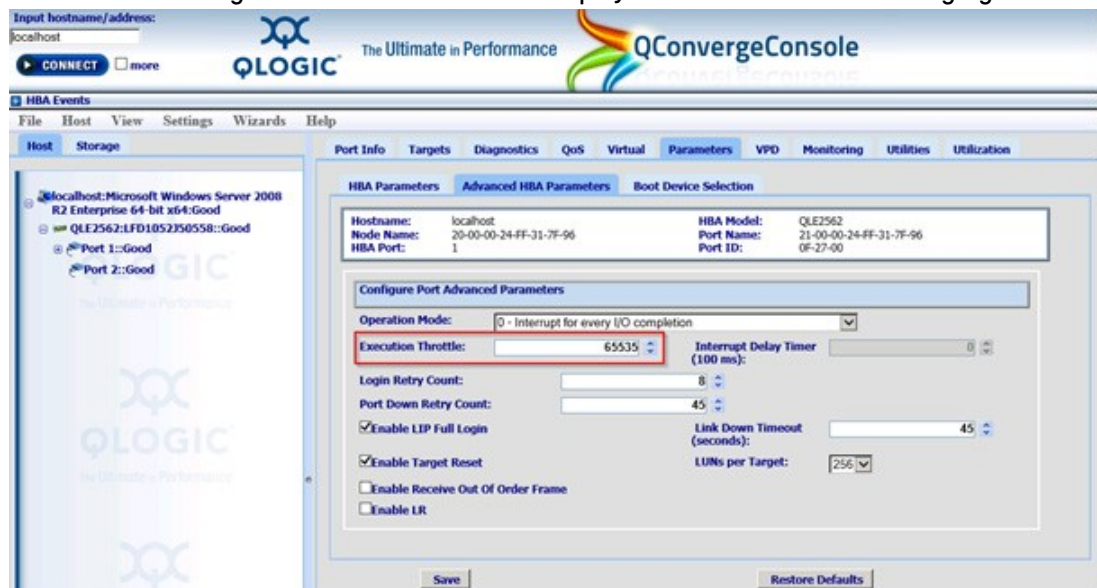 Input hostname/address:
localhost
CONNECT more
QLOGIC
The Ultimate in Performance
QConvergeConsole
HBA Events
File Host View Settings Wizards Help
Host Storage
Port Info Targets Diagnostics QoS Virtual Parameters VPD Monitoring Utilities Utilization
localhost:Microsoft Windows Server 2008
R2 Enterprise 64-bit x64:Good
QLE2562:LFD1052J50558::Good
Port 1::Good
Port 2::Good
HBA Parameters Advanced HBA Parameters Boot Device Selection
Hostname: localhost HBA Model: QLE2562
Node Name: 20-00-00-24-FF-31-7F-96 Port Name: 21-00-00-24-FF-31-7F-96
HBA Port: 1 Port ID: 0F-27-00
Configure Port Advanced Parameters
Operation Mode: 0 - Interrupt for every I/O completion
Execution Throttle: 65535 Interrupt Delay Timer 0
(100 ms):
Login Retry Count: 8
Port Down Retry Count: 45
Enable LIP Full Login Link Down Timeout 45
(seconds):
Enable Target Reset LUNs per Target: 256
Enable Receive Out Of Order Frame
Enable LR
Save Restore Defaults
QLOGIC
The Ultimate in Performance